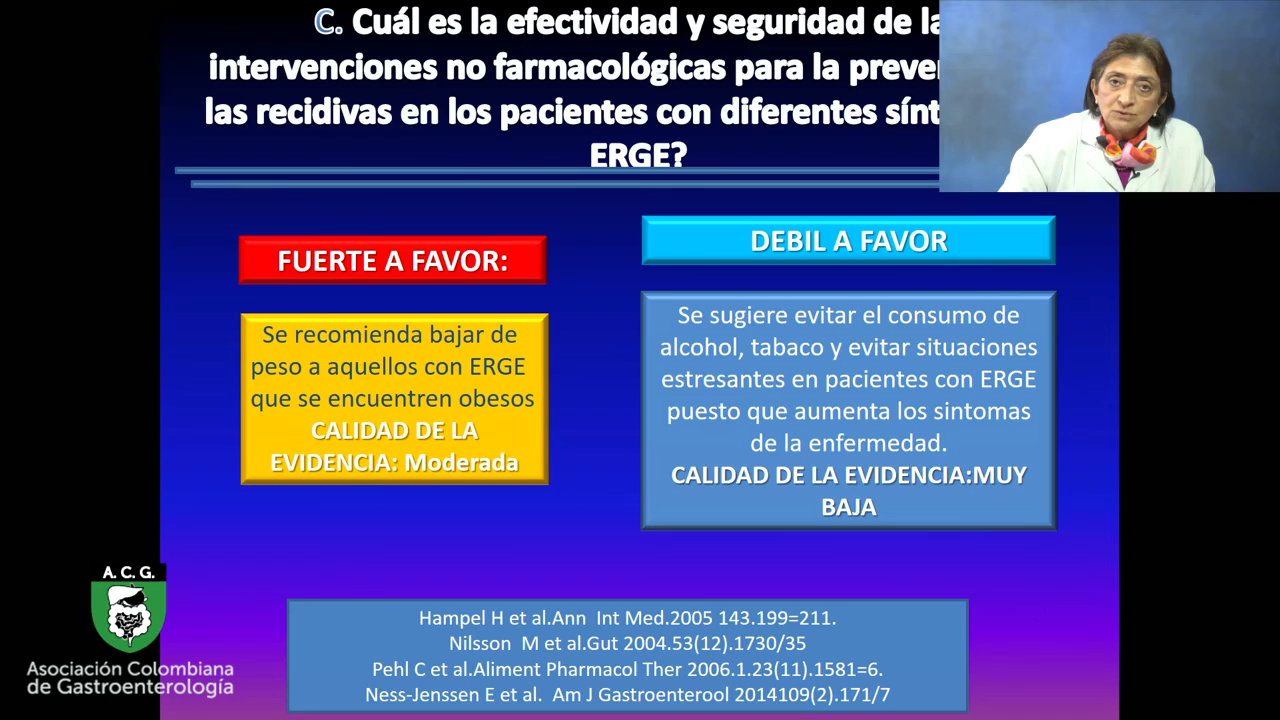 C. Cuál es la efectividad y seguridad de la
intervenciones no farmacológicas para la preve
las recidivas en los pacientes con diferentes sínt
ERGE?
FUERTE A FAVOR:
Se recomienda bajar de
peso a aquellos con ERGE
que se encuentren obesos
CALIDAD DE LA
EVIDENCIA: Moderada
DEBIL A FAVOR
Se sugiere evitar el consumo de
alcohol, tabaco y evitar situaciones
estresantes en pacientes con ERGE
puesto que aumenta los sintomas
de la enfermedad.
CALIDAD DE LA EVIDENCIA:MUY
BAJA
Hampel H et al.Ann Int Med.2005 143.199=211.
Nilsson M et al.Gut 2004.53(12).1730/35
Pehl C et al.Aliment Pharmacol Ther 2006.1.23(11).1581=6.
Ness-Jenssen E et al. Am J Gastroenterool 2014109(2).171/7
A. C. G.
Asociación Colombiana
de Gastroenterología